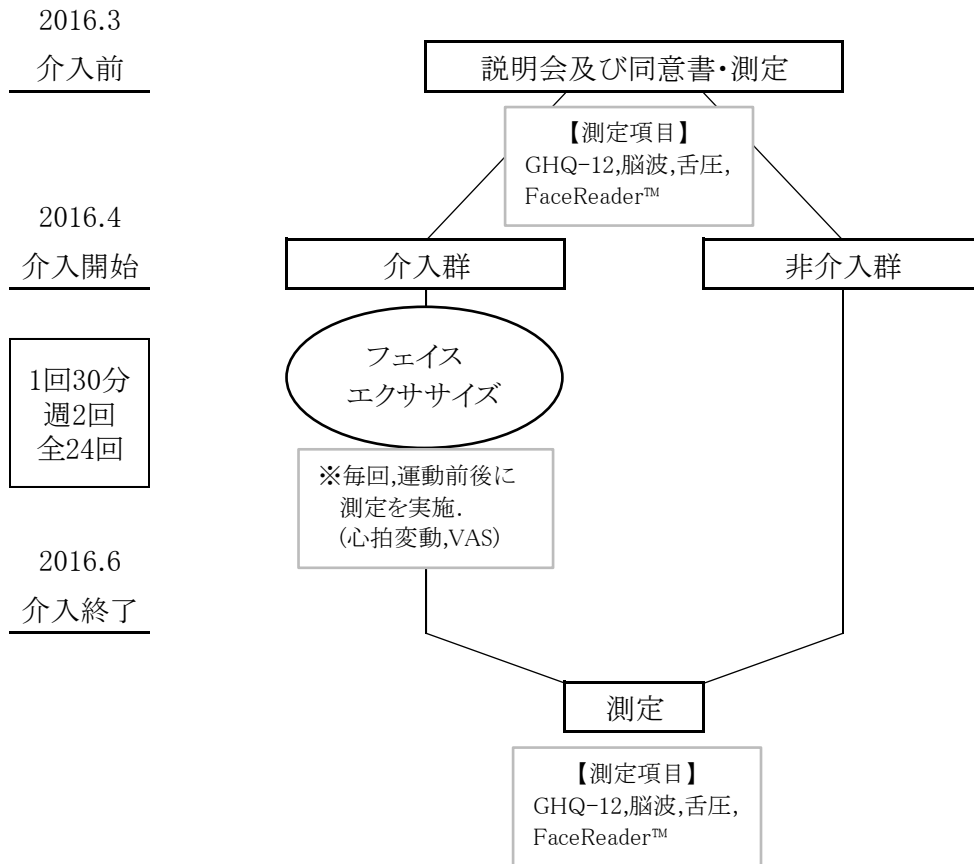 2016.3
介入前
説明会及び同意書・測定
【測定項目】
GHQ-12,脳波,舌圧,
FaceReader™
2016.4
介入開始
介入群
非介入群
1回30分
週2回
全24回
フェイス
エクササイズ
※毎回,運動前後に
測定を実施.
(心拍変動,VAS)
2016.6
介入終了
測定
【測定項目】
GHQ-12,脳波,舌圧,
FaceReader™